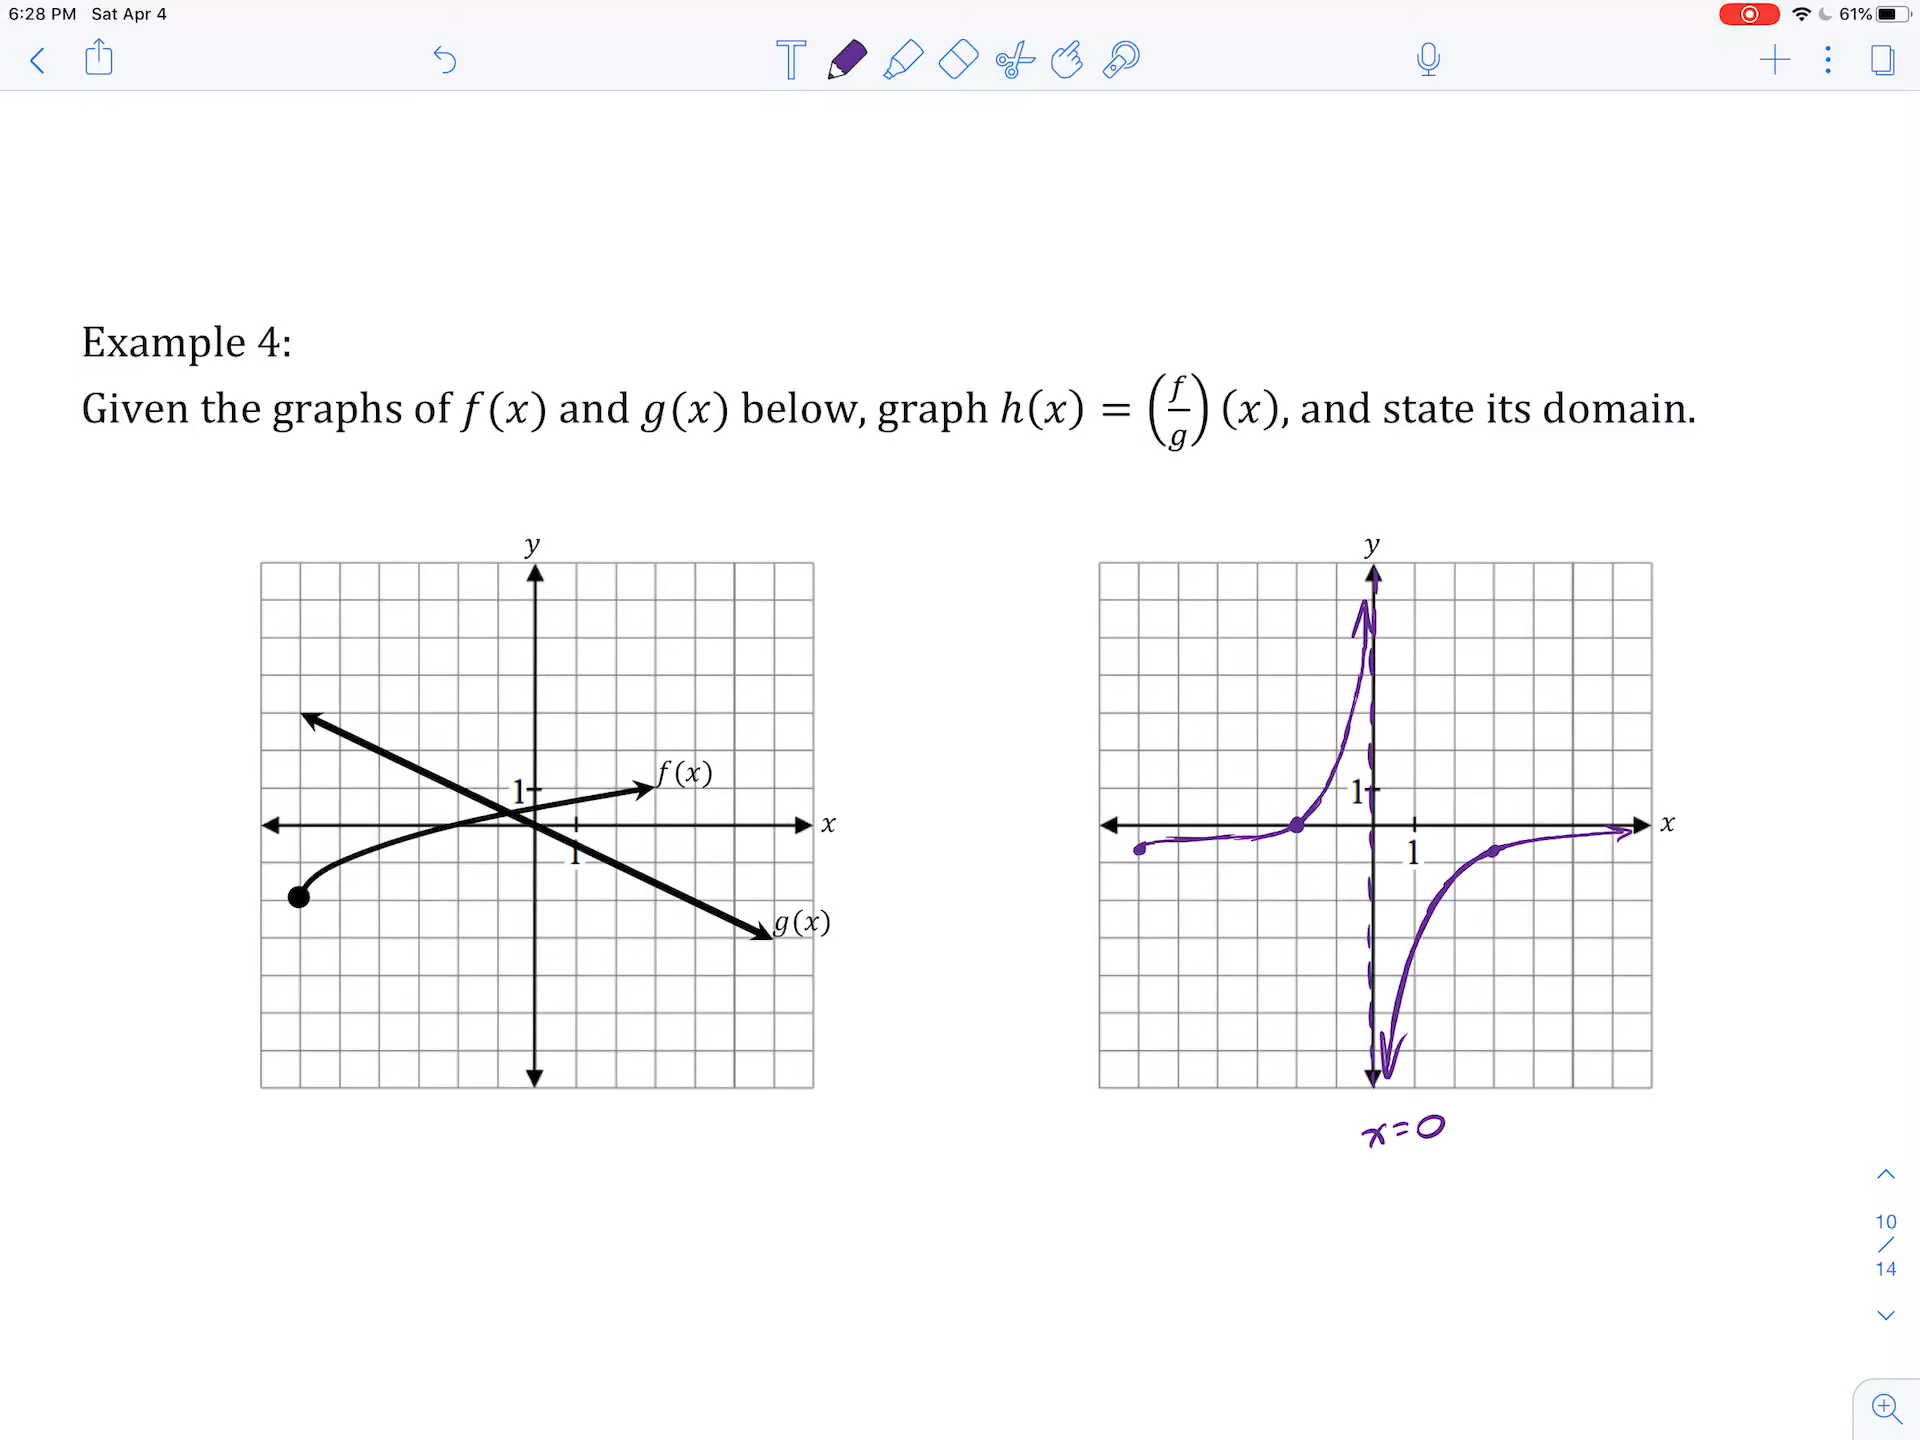 6:28 PM Sat Apr 4 61%
T
Example 4:
Given the graphs of f(x) and g(x) below, graph h(x) = (f/g)(x), and state its domain.
y
1
f(x)
x
1
g(x)
y
1
x
1
x=0
10
/
14